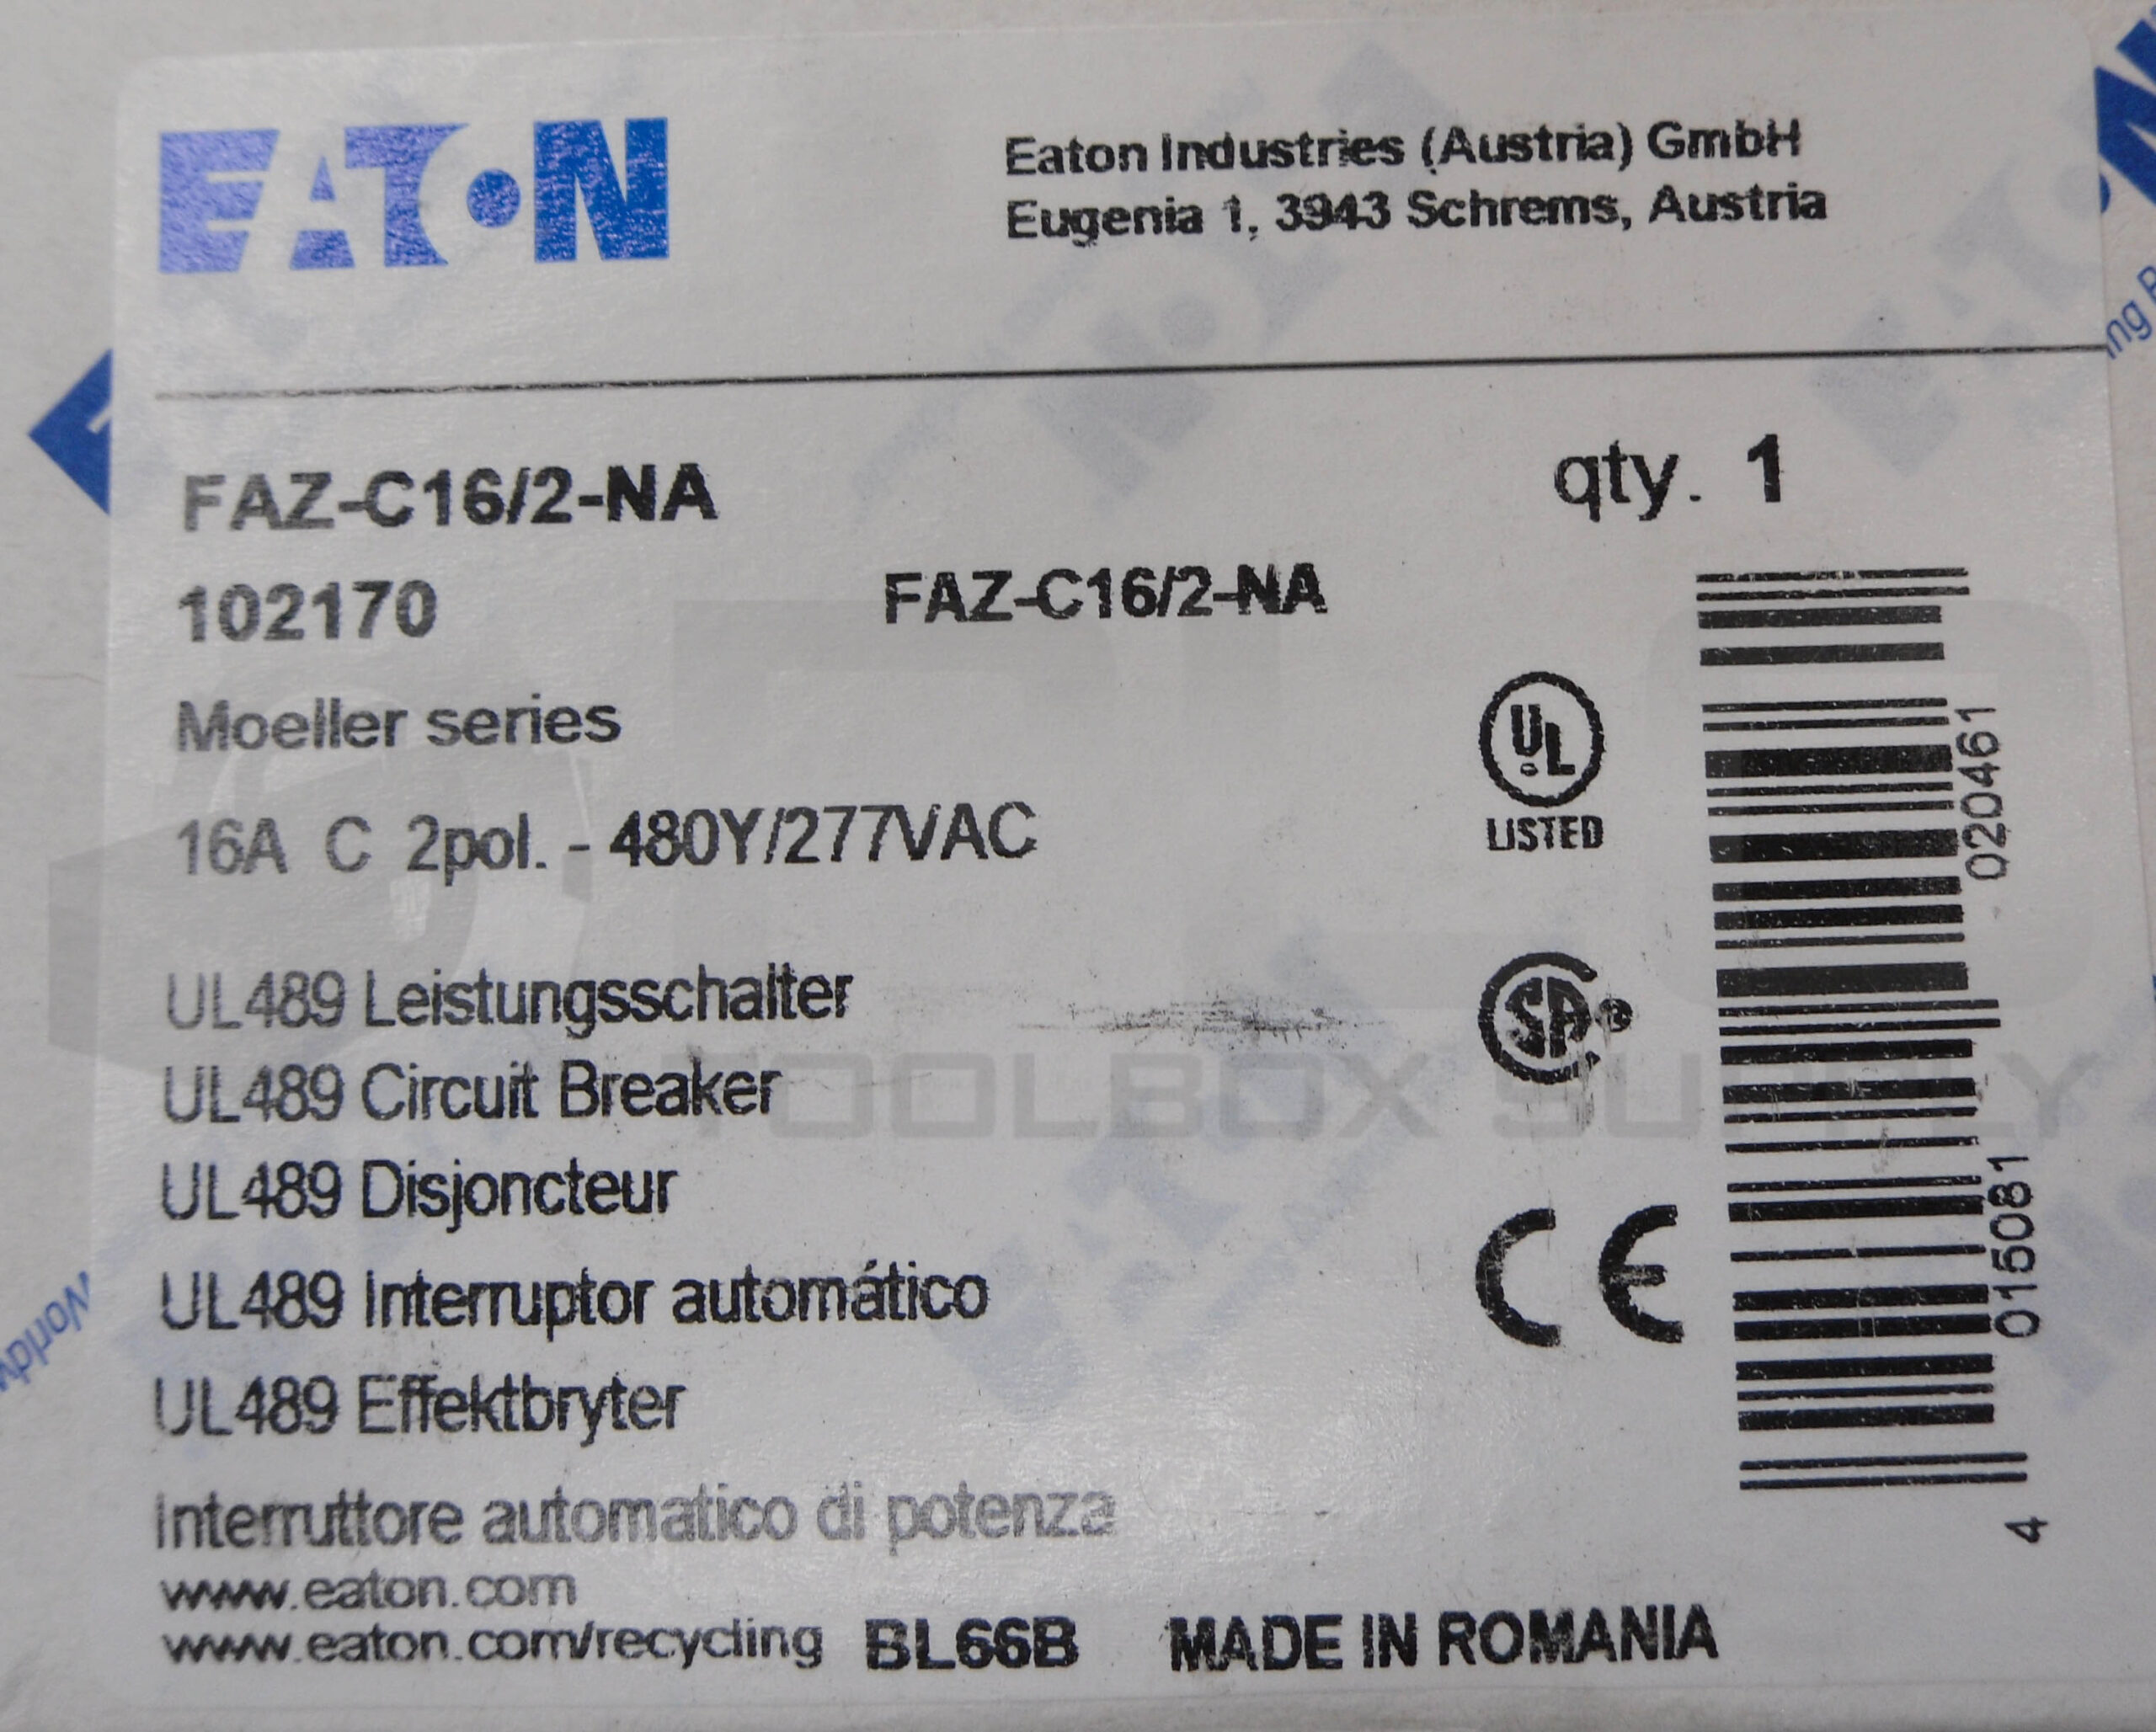 EATON
Eaton Industries (Austria) GmbH
Eugenia 1, 3943 Schrems, Austria
FAZ-C16/2-NA
qty. 1
102170
FAZ-C16/2-NA
Moeller series
UL
LISTED
16A C 2pol. - 480Y/277VAC
UL489 Leistungsschalter
SA
UL489 Circuit Breaker
TOOLBOX SUPPLY
UL489 Disjoncteur
CE
UL489 Interruptor automático
UL489 Effektbryter
Interruttore automatico di potenza
www.eaton.com
www.eaton.com/recycling BL66B MADE IN ROMANIA
4 015081 020461